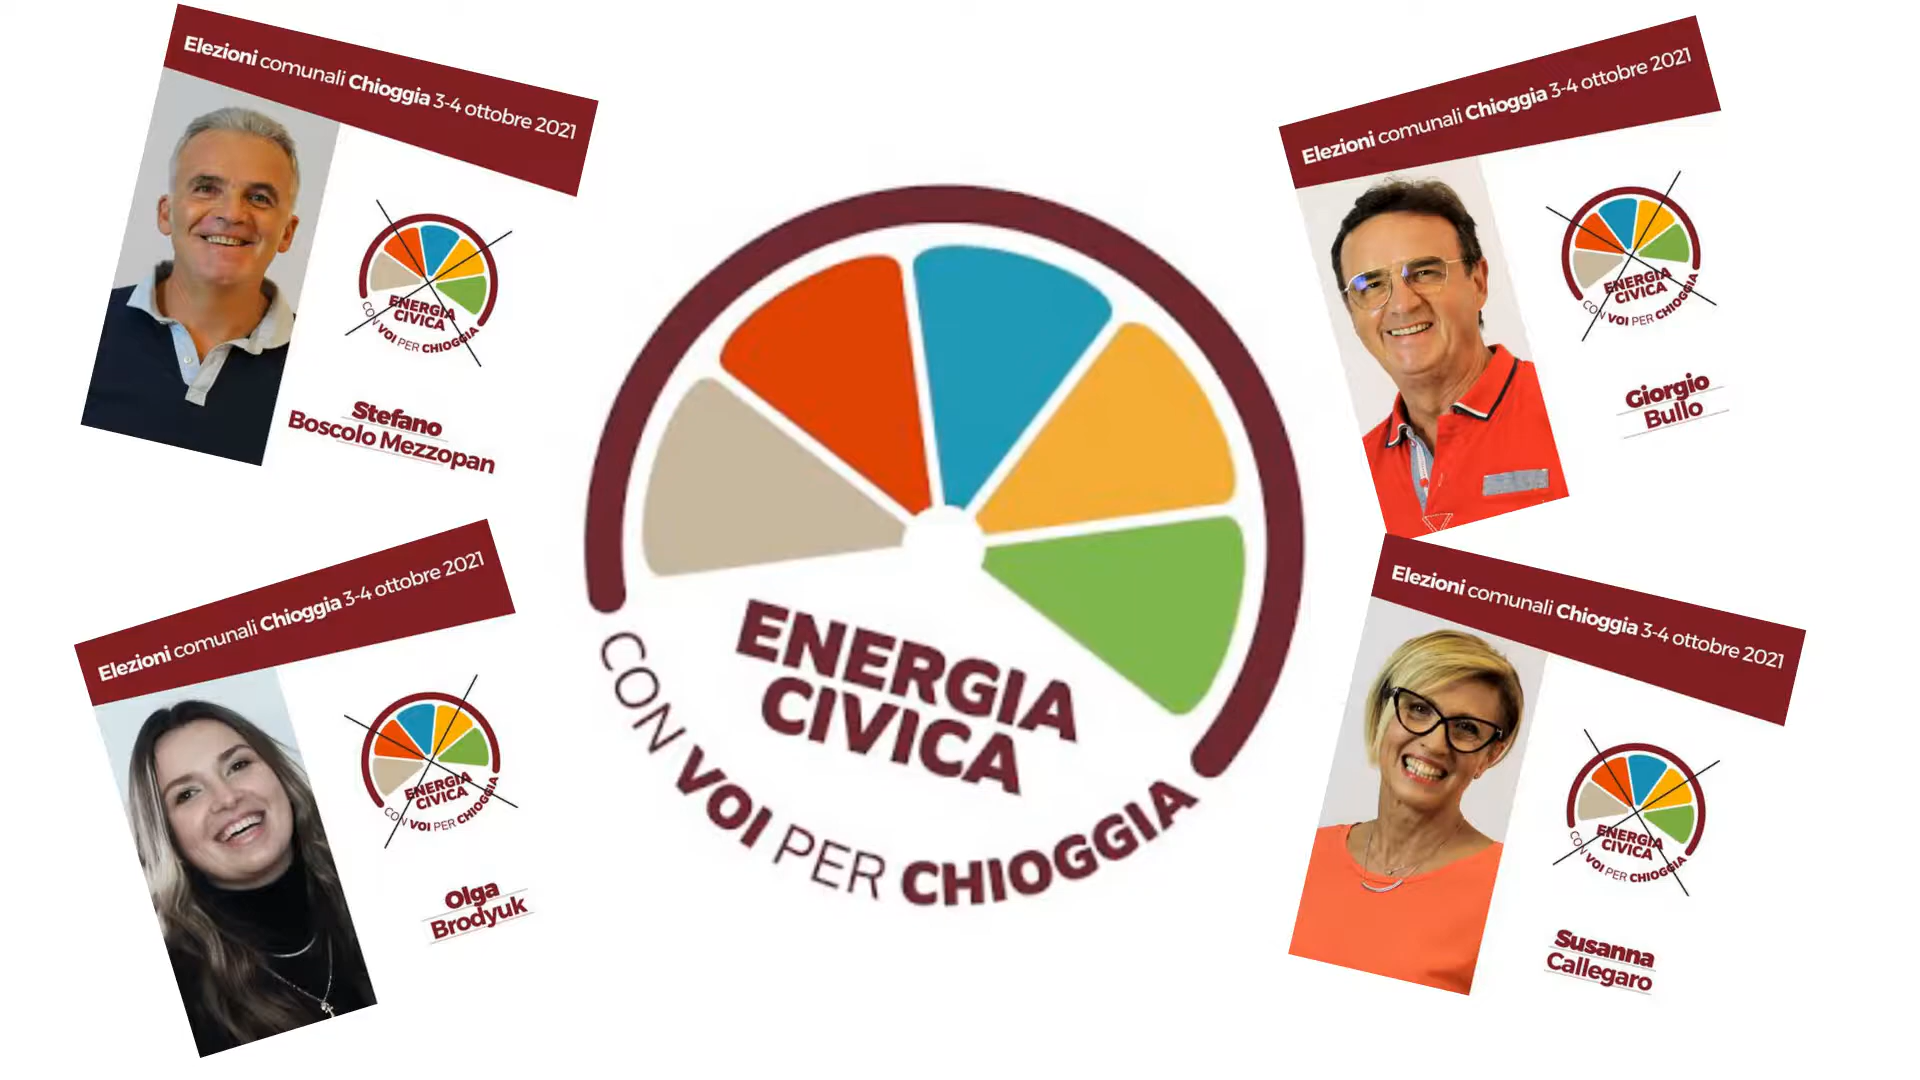 Elezioni comunali Chioggia 3-4 ottobre 2021
ENERGIA
CIVICA
CON VOI PER CHIOGGIA
Stefano
Boscolo Mezzopan
Elezioni comunali Chioggia 3-4 ottobre 2021
ENERGIA
CIVICA
CON VOI PER CHIOGGIA
Giorgio
Bullo
ENERGIA
CIVICA
CON VOI PER CHIOGGIA
Elezioni comunali Chioggia 3-4 ottobre 2021
ENERGIA
CIVICA
CON VOI PER CHIOGGIA
Olga
Brodyuk
Elezioni comunali Chioggia 3-4 ottobre 2021
ENERGIA
CIVICA
CON VOI PER CHIOGGIA
Susanna
Callegaro